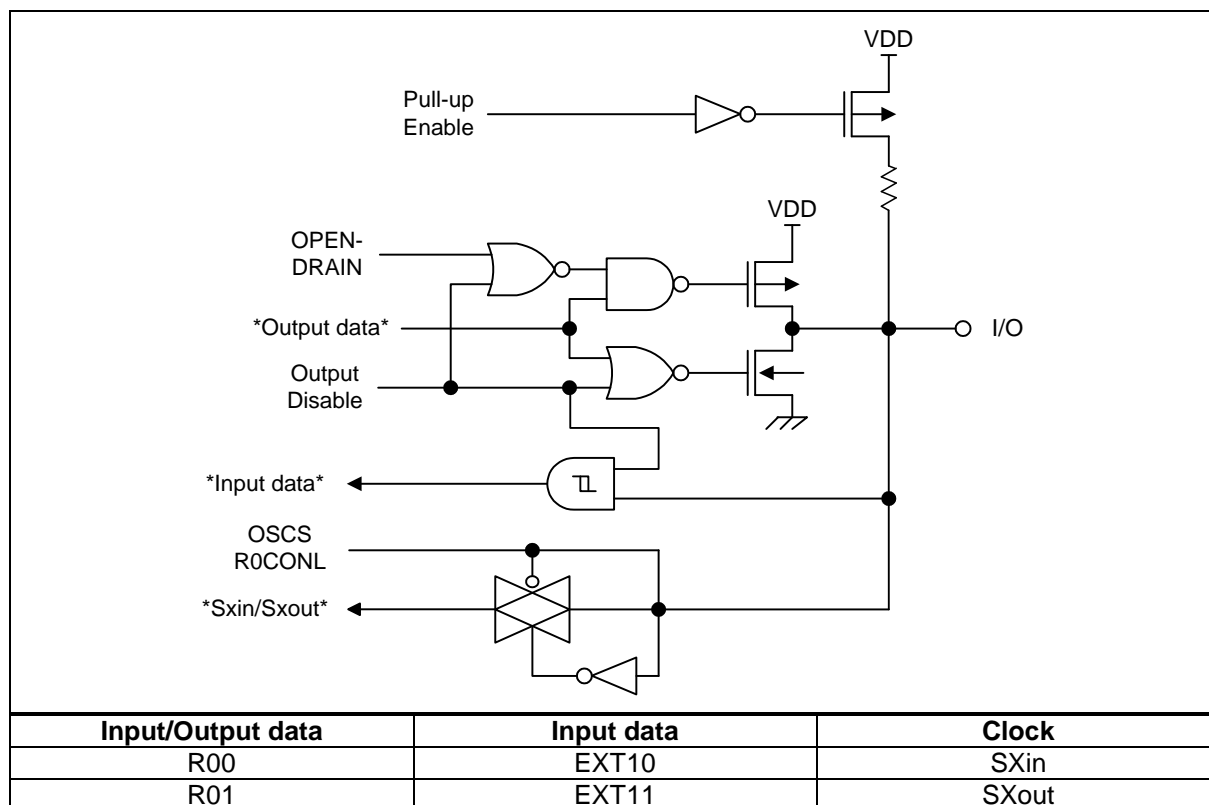 VDD
Pull-up
Enable
VDD
OPEN-
DRAIN
*Output data*
I/O
Output
Disable
*Input data*
OSCS
R0CONL
*Sxin/Sxout*
Input/Output data Input data Clock
R00 EXT10 SXin
R01 EXT11 SXout